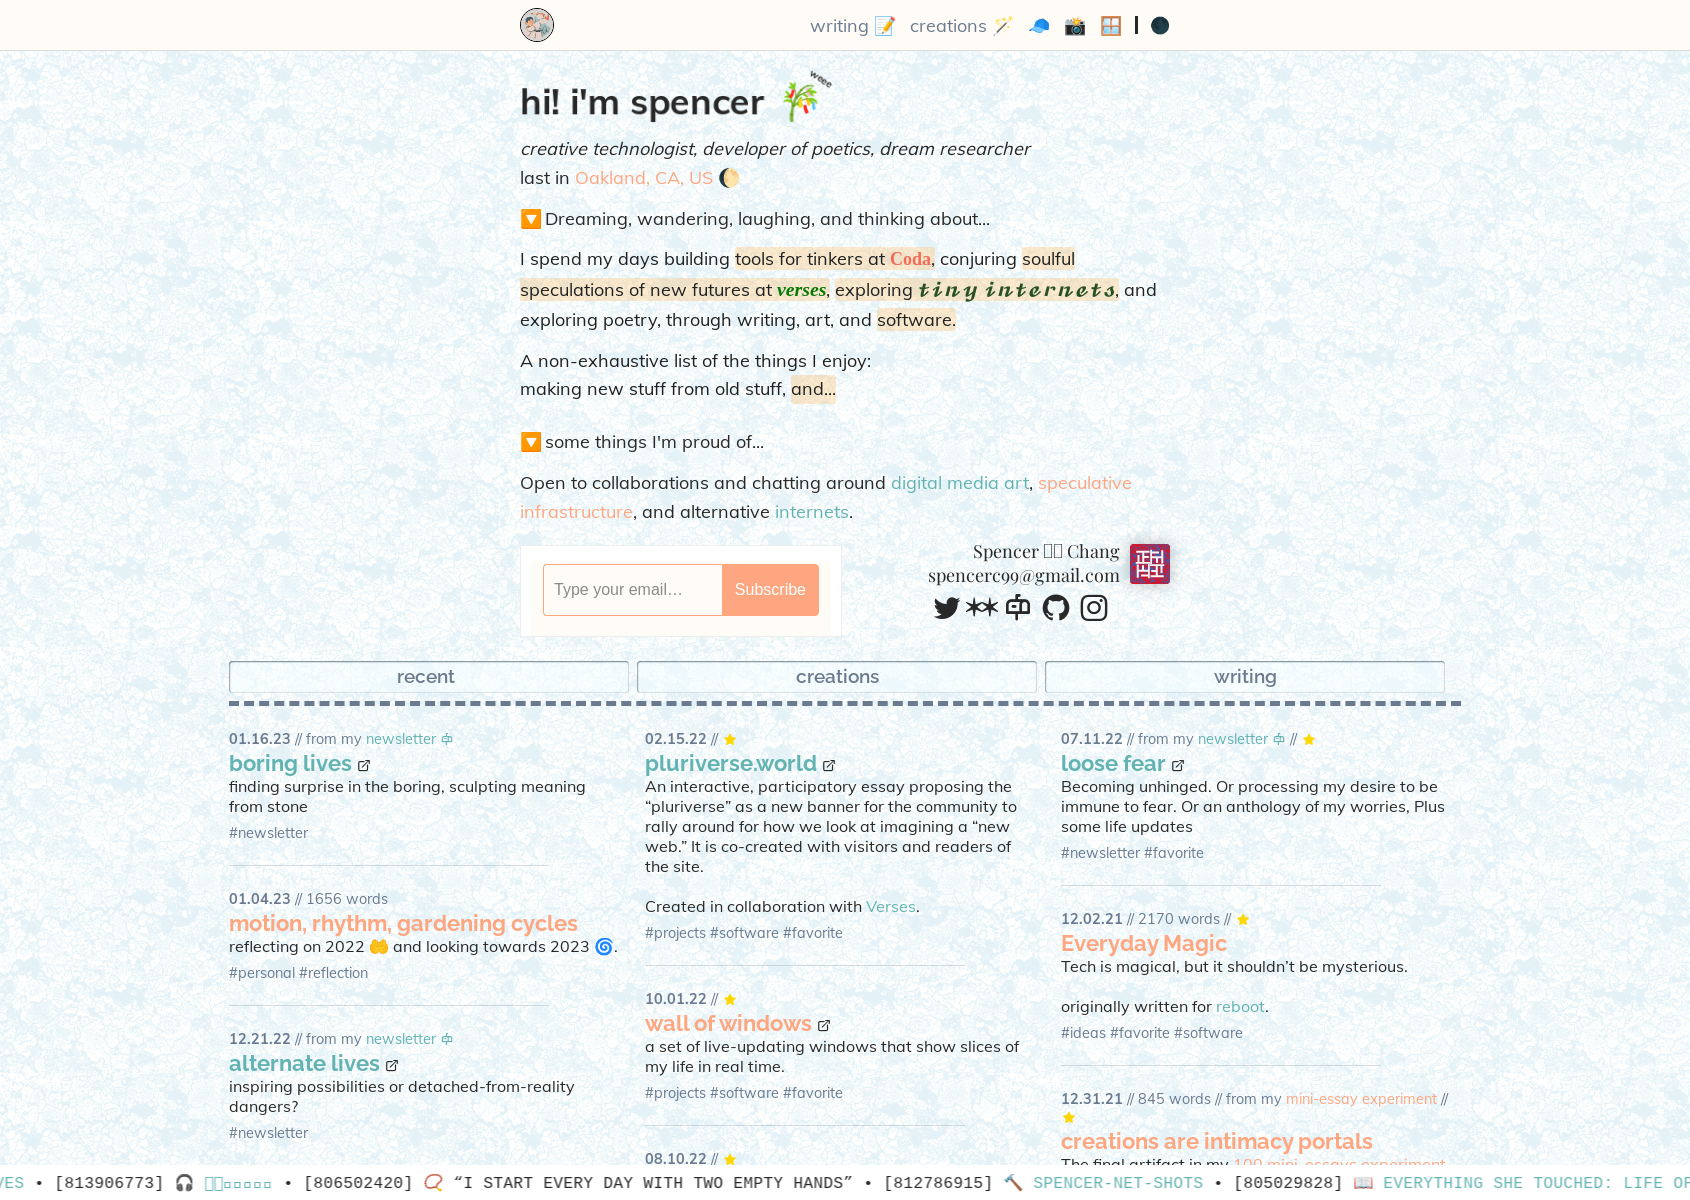 writing 📝 creations 🪄 🧢 📸 🪟 | 🌑
weee
hi! i'm spencer 🎋
creative technologist, developer of poetics, dream researcher
last in Oakland, CA, US 🌔
🔽 Dreaming, wandering, laughing, and thinking about...
I spend my days building tools for tinkers at Coda, conjuring soulful
speculations of new futures at verses, exploring tiny internets, and
exploring poetry, through writing, art, and software.
A non-exhaustive list of the things I enjoy:
making new stuff from old stuff, and...
🔽 some things I'm proud of...
Open to collaborations and chatting around digital media art, speculative
infrastructure, and alternative internets.
Type your email…
Subscribe
Spencer Chang
spencerc99@gmail.com
recent
creations
writing
01.16.23 // from my newsletter
boring lives
finding surprise in the boring, sculpting meaning
from stone
#newsletter
01.04.23 // 1656 words
motion, rhythm, gardening cycles
reflecting on 2022 🤲 and looking towards 2023 🌀.
#personal #reflection
12.21.22 // from my newsletter
alternate lives
inspiring possibilities or detached-from-reality
dangers?
#newsletter
02.15.22 // ★
pluriverse.world
An interactive, participatory essay proposing the
“pluriverse” as a new banner for the community to
rally around for how we look at imagining a “new
web.” It is co-created with visitors and readers of
the site.
Created in collaboration with Verses.
#projects #software #favorite
10.01.22 // ★
wall of windows
a set of live-updating windows that show slices of
my life in real time.
#projects #software #favorite
08.10.22 // ★
07.11.22 // from my newsletter // ★
loose fear
Becoming unhinged. Or processing my desire to be
immune to fear. Or an anthology of my worries, Plus
some life updates
#newsletter #favorite
12.02.21 // 2170 words // ★
Everyday Magic
Tech is magical, but it shouldn’t be mysterious.
originally written for reboot.
#ideas #favorite #software
12.31.21 // 845 words // from my mini-essay experiment //
★
creations are intimacy portals
The final artifact in my 100 mini-essays experiment
VES • [813906773] 🎧 • [806502420] 📿 “I START EVERY DAY WITH TWO EMPTY HANDS” • [812786915] 🔨 SPENCER-NET-SHOTS • [805029828] 📖 EVERYTHING SHE TOUCHED: LIFE OF